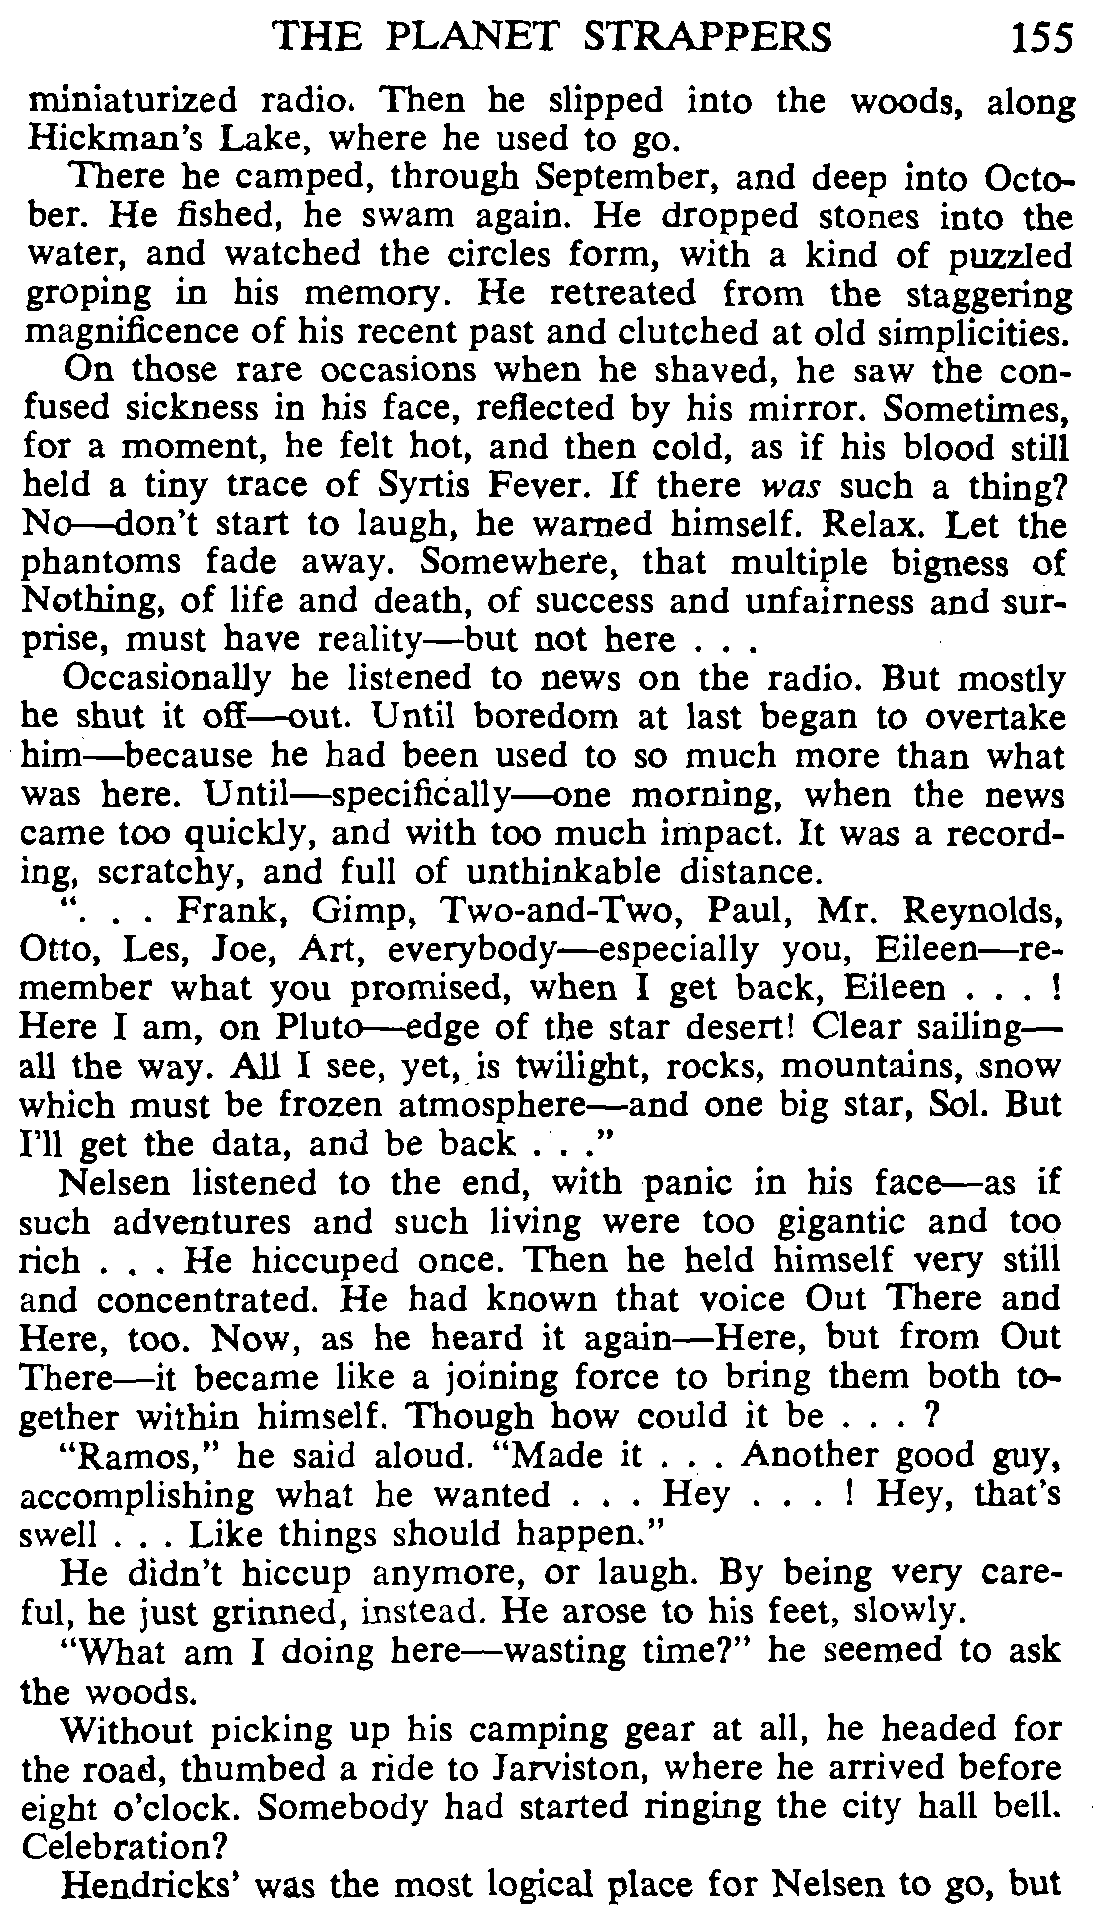 THE PLANET STRAPPERS 155
miniaturized radio. Then he slipped into the woods, along
Hickman's Lake, where he used to go.
There he camped, through September, and deep into Octo-
ber. He fished, he swam again. He dropped stones into the
water, and watched the circles form, with a kind of puzzled
groping in his memory. He retreated from the staggering
magnificence of his recent past and clutched at old simplicities.
On those rare occasions when he shaved, he saw the con-
fused sickness in his face, reflected by his mirror. Sometimes,
for a moment, he felt hot, and then cold, as if his blood still
held a tiny trace of Syrtis Fever. If there was such a thing?
No—don't start to laugh, he warned himself. Relax. Let the
phantoms fade away. Somewhere, that multiple bigness of
Nothing, of life and death, of success and unfairness and sur-
prise, must have reality—but not here . . .
Occasionally he listened to news on the radio. But mostly
he shut it off—out. Until boredom at last began to overtake
him—because he had been used to so much more than what
was here. Until—specifically—one morning, when the news
came too quickly, and with too much impact. It was a record-
ing, scratchy, and full of unthinkable distance.
“. . . Frank, Gimp, Two-and-Two, Paul, Mr. Reynolds,
Otto, Les, Joe, Art, everybody—especially you, Eileen—re-
member what you promised, when I get back, Eileen . . . !
Here I am, on Pluto—edge of the star desert! Clear sailing—
all the way. All I see, yet, is twilight, rocks, mountains, snow
which must be frozen atmosphere—and one big star, Sol. But
I'll get the data, and be back . . .”
Nelsen listened to the end, with panic in his face—as if
such adventures and such living were too gigantic and too
rich . . . He hiccuped once. Then he held himself very still
and concentrated. He had known that voice Out There and
Here, too. Now, as he heard it again—Here, but from Out
There—it became like a joining force to bring them both to-
gether within himself. Though how could it be . . . ?
“Ramos,” he said aloud. “Made it . . . Another good guy,
accomplishing what he wanted . . . Hey . . . ! Hey, that's
swell . . . Like things should happen.”
He didn't hiccup anymore, or laugh. By being very care-
ful, he just grinned, instead. He arose to his feet, slowly.
“What am I doing here—wasting time?” he seemed to ask
the woods.
Without picking up his camping gear at all, he headed for
the road, thumbed a ride to Jarviston, where he arrived before
eight o'clock. Somebody had started ringing the city hall bell.
Celebration?
Hendricks' was the most logical place for Nelsen to go, but